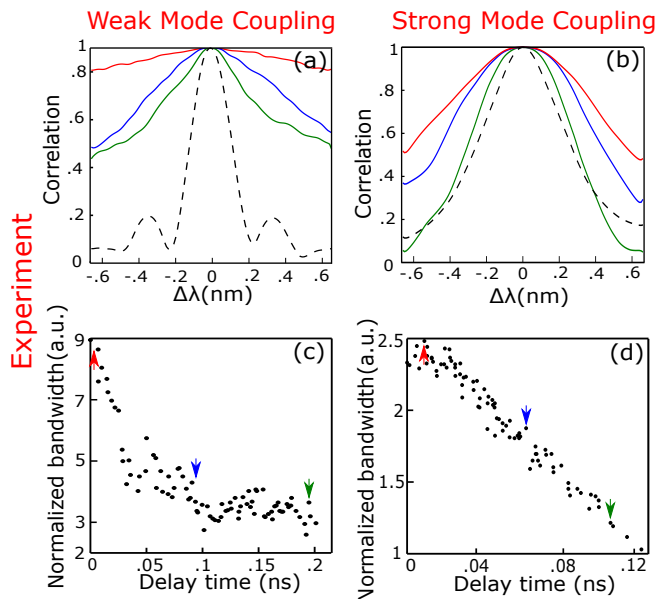 Weak Mode Coupling
Strong Mode Coupling
Experiment
(a)
Correlation
1
.8
.6
.4
.2
0
-.6 -.4 -.2 0 .2 .4 .6
Δλ(nm)
(b)
Correlation
1
.8
.6
.4
.2
0
-.6 -.4 -.2 0 .2 .4 .6
Δλ(nm)
(c)
Normalized bandwidth(a.u.)
9
7
5
3
2
0 .05 .1 .15 .2
Delay time (ns)
(d)
Normalized bandwidth(a.u.)
2.5
2
1.5
1
0 .04 .08 .12
Delay time (ns)